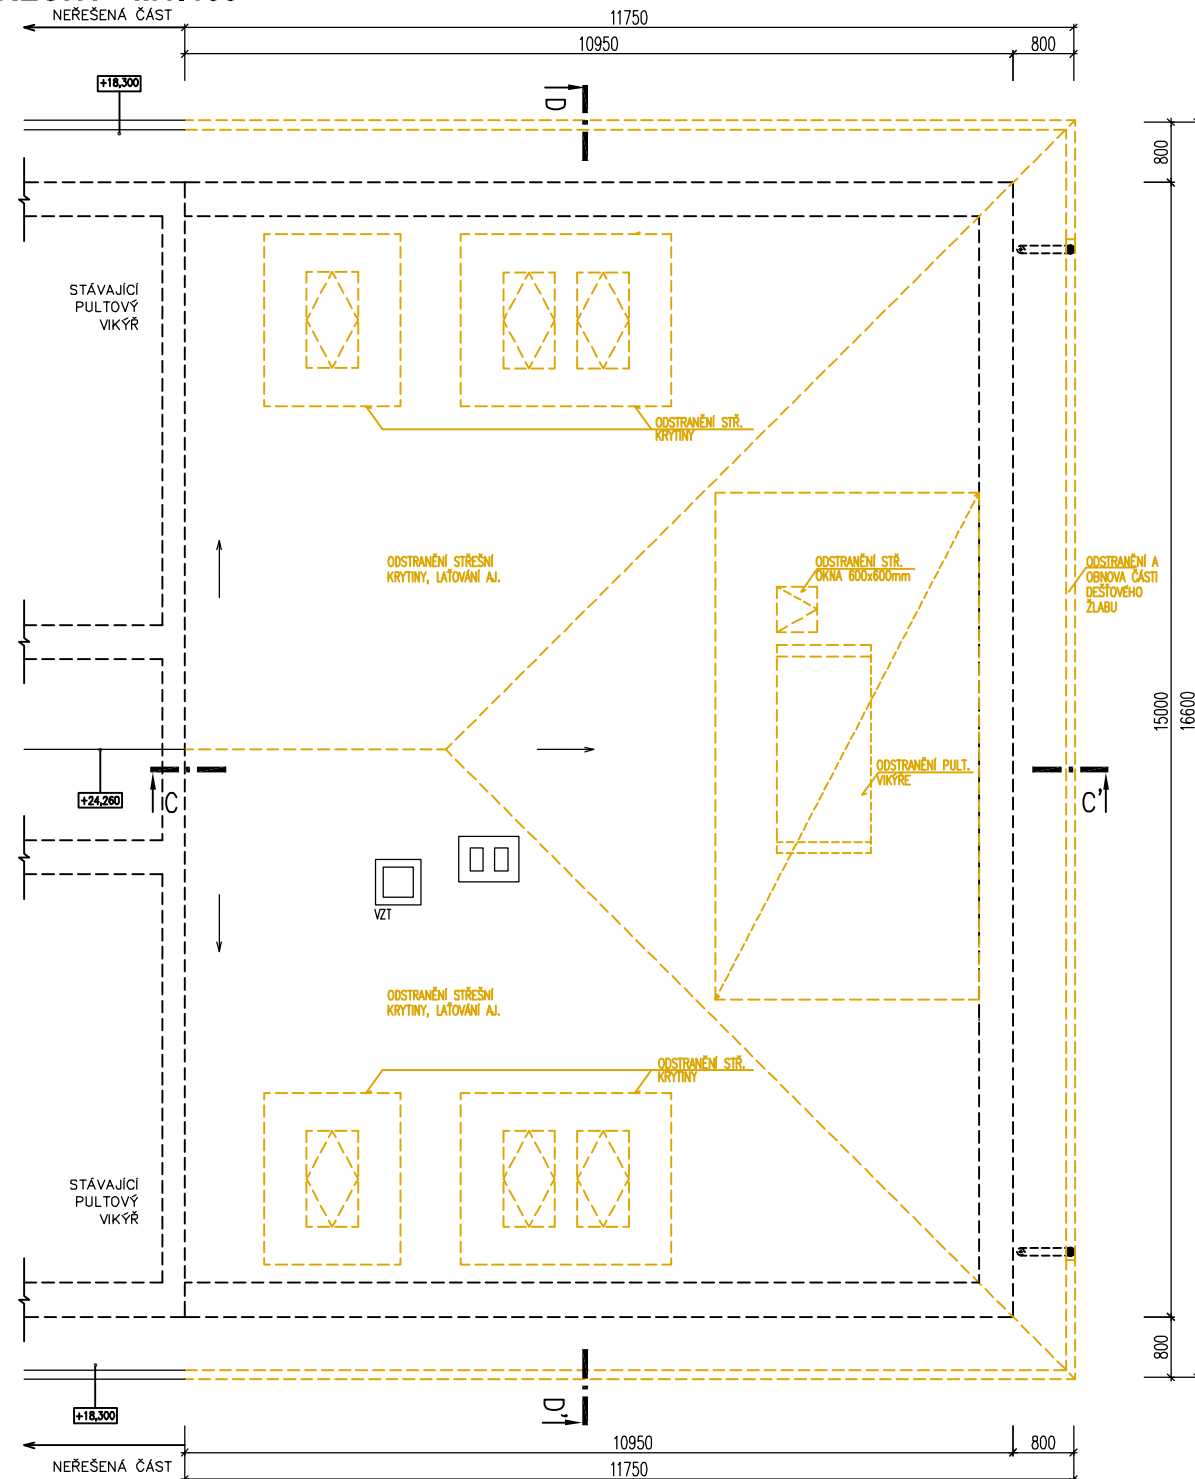 NEŘEŠENÁ ČÁST
11750
10950
800
+18,300
D
800
STÁVAJÍCÍ
PULTOVÝ
VIKÝŘ
ODSTRANĚNÍ STŘ.
KRYTINY
ODSTRANĚNÍ STŘEŠNÍ
KRYTINY, LAŤOVÁNÍ AJ.
ODSTRANĚNÍ STŘ.
OKNA 600x600mm
ODSTRANĚNÍ A
OBNOVA ČÁSTI
DEŠŤOVÉHO
ŽLABU
15000
16600
ODSTRANĚNÍ PULT.
VIKÝŘE
+24,260
C
C'
VZT
ODSTRANĚNÍ STŘEŠNÍ
KRYTINY, LAŤOVÁNÍ AJ.
ODSTRANĚNÍ STŘ.
KRYTINY
STÁVAJÍCÍ
PULTOVÝ
VIKÝŘ
800
+18,300
D'
10950
800
NEŘEŠENÁ ČÁST
11750